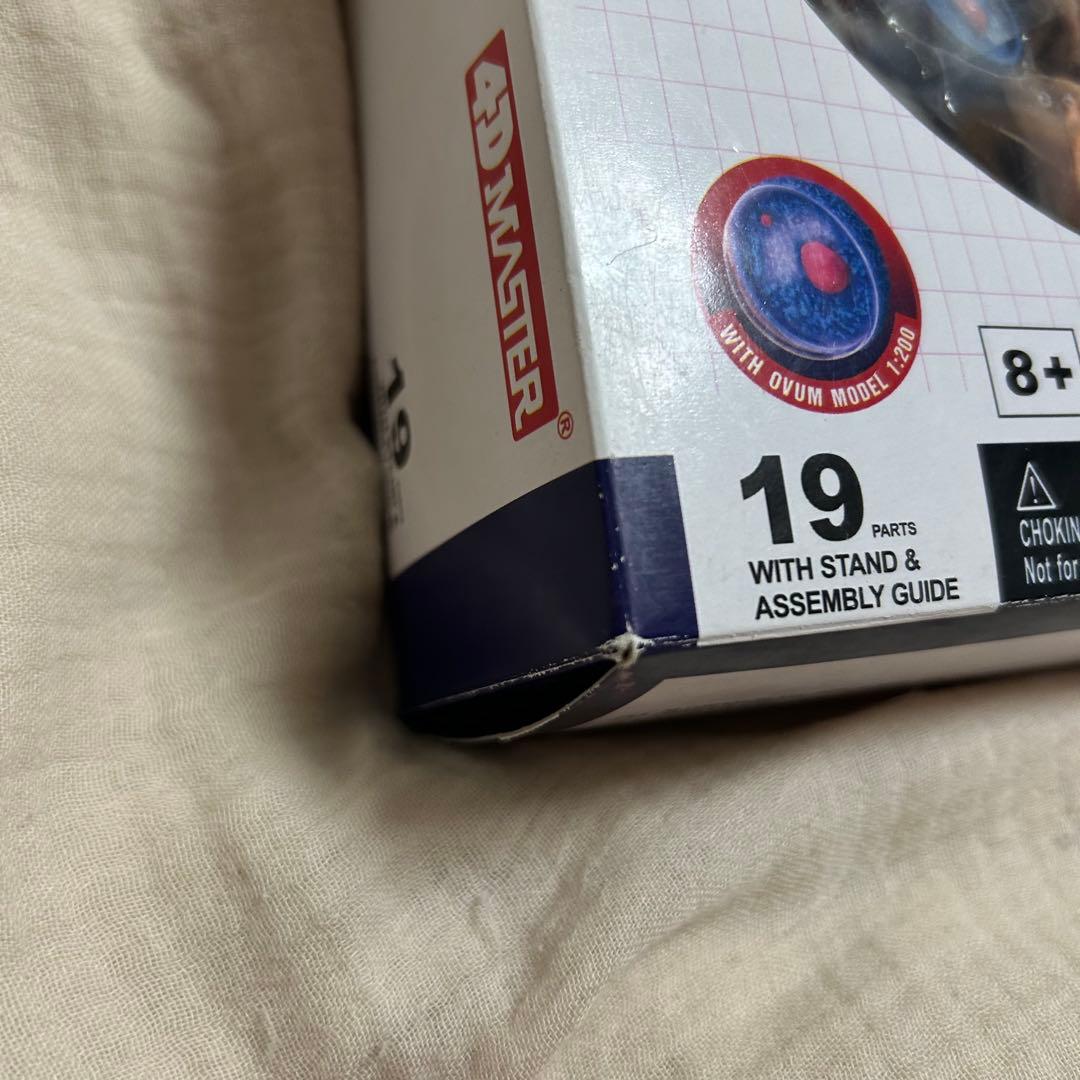 4D MASTER®
WITH OVUM MODEL 1:200
8+
19 PARTS
WITH STAND &
ASSEMBLY GUIDE
CHOKIN
Not for
19